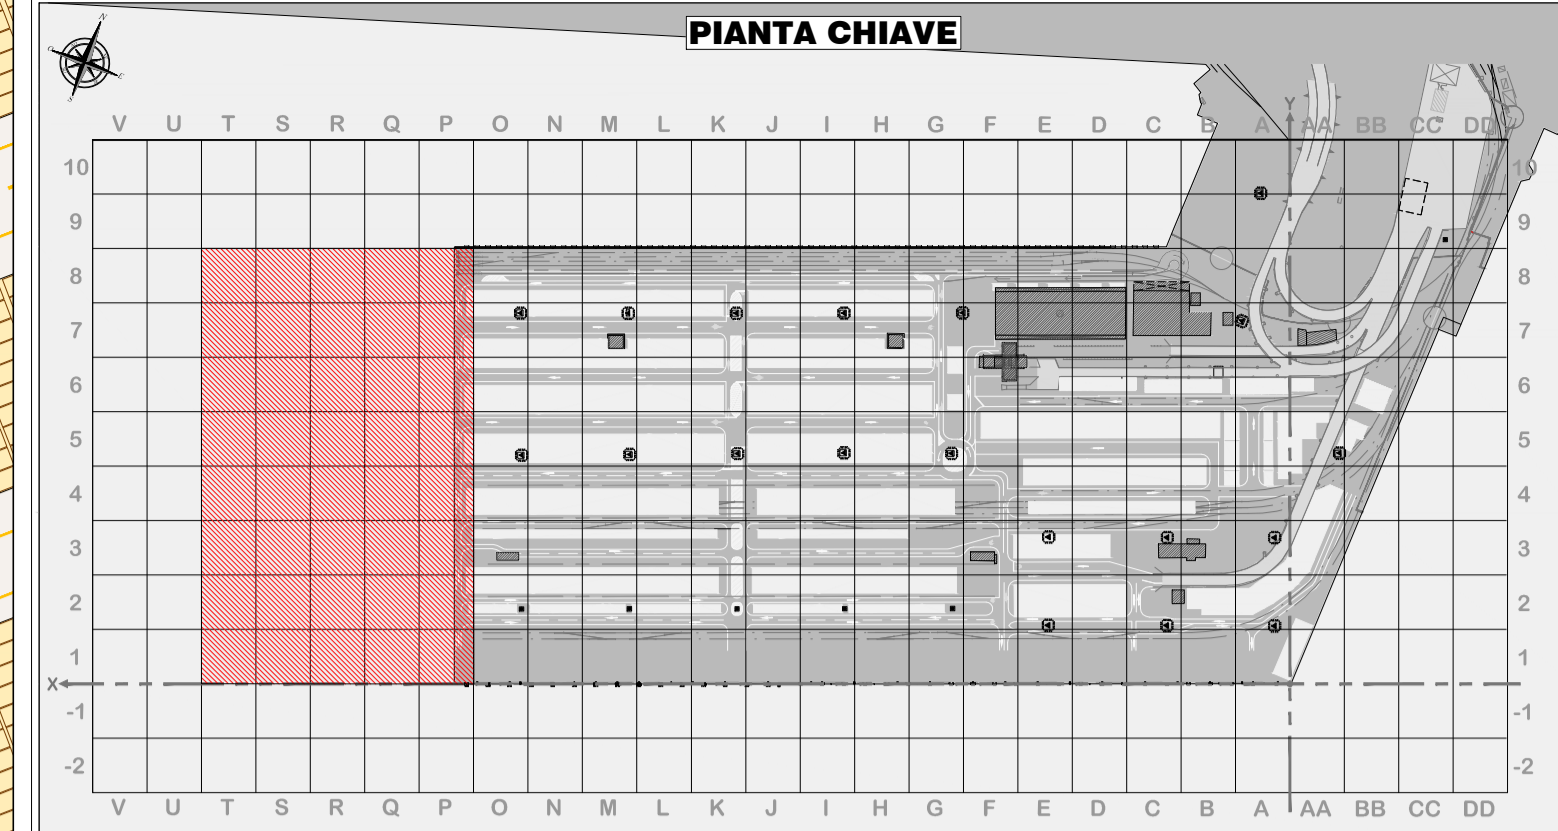 PIANTA CHIAVE
N
O
E
S
Y
V U T S R Q P O N M L K J I H G F E D C B A AA BB CC DD
10 10
9 9
8 8
7 7
6 6
5 5
4 4
3 3
2 2
1 1
X
-1 -1
-2 -2
V U T S R Q P O N M L K J I H G F E D C B A AA BB CC DD